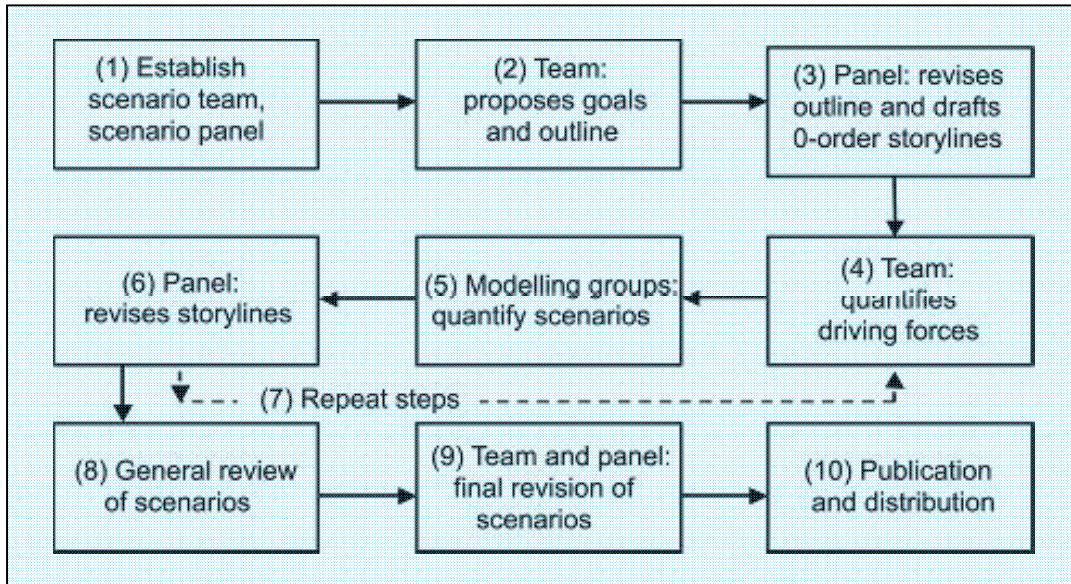 (1) Establish
scenario team,
scenario panel
(2) Team:
proposes goals
and outline
(3) Panel: revises
outline and drafts
0-order storylines
(4) Team:
quantifies
driving forces
(5) Modelling groups:
quantify scenarios
(6) Panel:
revises storylines
(7) Repeat steps
(8) General review
of scenarios
(9) Team and panel:
final revision of
scenarios
(10) Publication
and distribution